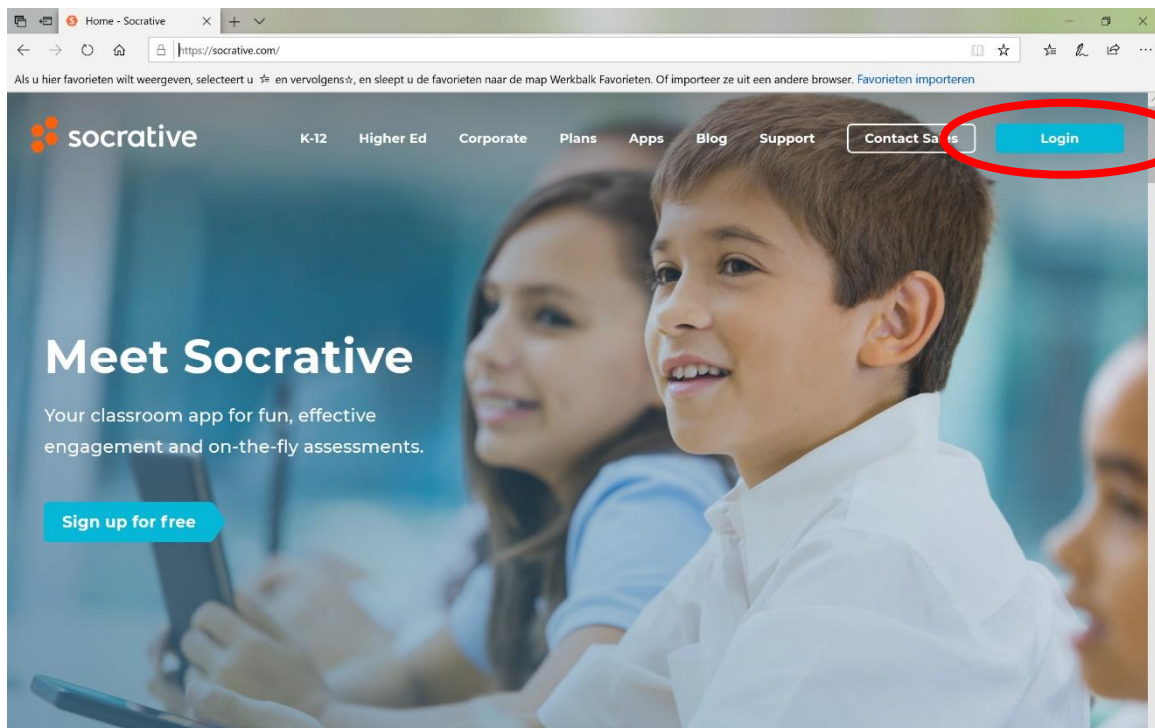 Home - Socrative
https://socrative.com/
Als u hier favorieten wilt weergeven, selecteert u en vervolgens, en sleept u de favorieten naar de map Werkbalk Favorieten. Of importeer ze uit een andere browser. Favorieten importeren
socrative K-12 Higher Ed Corporate Plans Apps Blog Support Contact Sales Login
Meet Socrative
Your classroom app for fun, effective
engagement and on-the-fly assessments.
Sign up for free